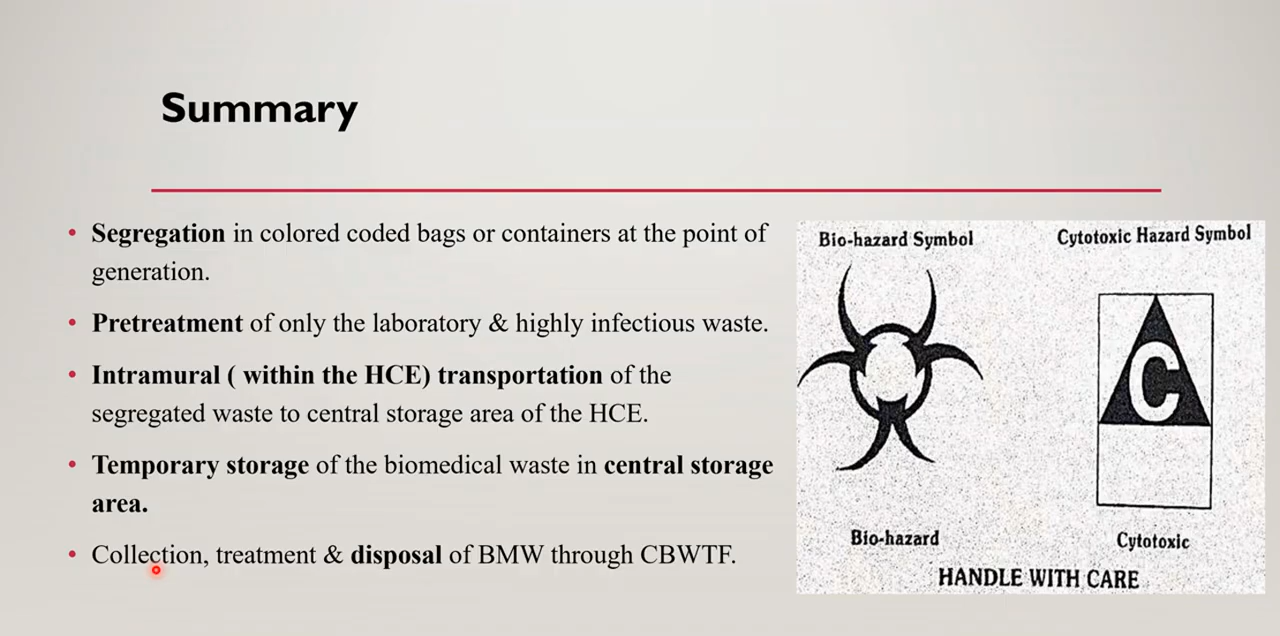 Summary
• Segregation in colored coded bags or containers at the point of
generation.
• Pretreatment of only the laboratory & highly infectious waste.
• Intramural ( within the HCE) transportation of the
segregated waste to central storage area of the HCE.
• Temporary storage of the biomedical waste in central storage
area.
• Collection, treatment & disposal of BMW through CBWTF.
Bio-hazard Symbol
Cytotoxic Hazard Symbol
C
Bio-hazard
Cytotoxic
HANDLE WITH CARE